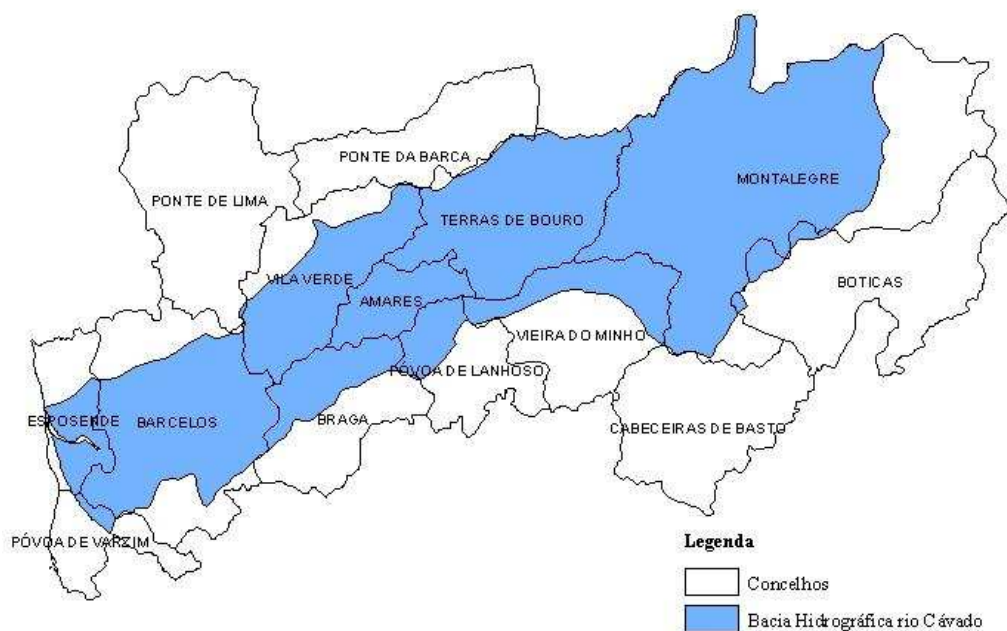 PONTE DA BARCA
MONTALEGRE
PONTE DE LIMA
TERRAS DE BOURO
VILA VERDE
BOTICAS
AMARES
VIEIRA DO MINHO
PÓVOA DE LANHOSO
ESPOSENDE
BARCELOS
BRAGA
CABECEIRAS DE BASTO
PÓVOA DE VARZIM
Legenda
Concelhos
Bacia Hidrográfica rio Cávado